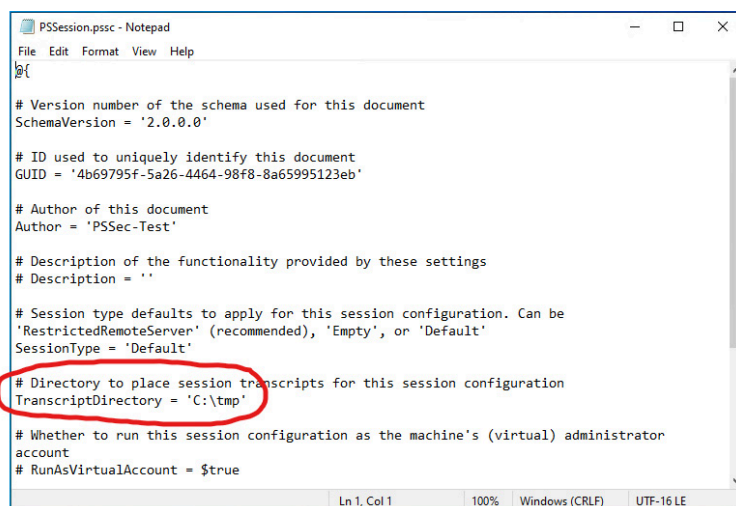 PSSession.pssc - Notepad
File Edit Format View Help
@{
# Version number of the schema used for this document
SchemaVersion = '2.0.0.0'
# ID used to uniquely identify this document
GUID = '4b69795f-5a26-4464-98f8-8a65995123eb'
# Author of this document
Author = 'PSSec-Test'
# Description of the functionality provided by these settings
# Description = ''
# Session type defaults to apply for this session configuration. Can be
'RestrictedRemoteServer' (recommended), 'Empty', or 'Default'
SessionType = 'Default'
# Directory to place session transcripts for this session configuration
TranscriptDirectory = 'C:\tmp'
# Whether to run this session configuration as the machine's (virtual) administrator
account
# RunAsVirtualAccount = $true
Ln 1, Col 1 100% Windows (CRLF) UTF-16 LE